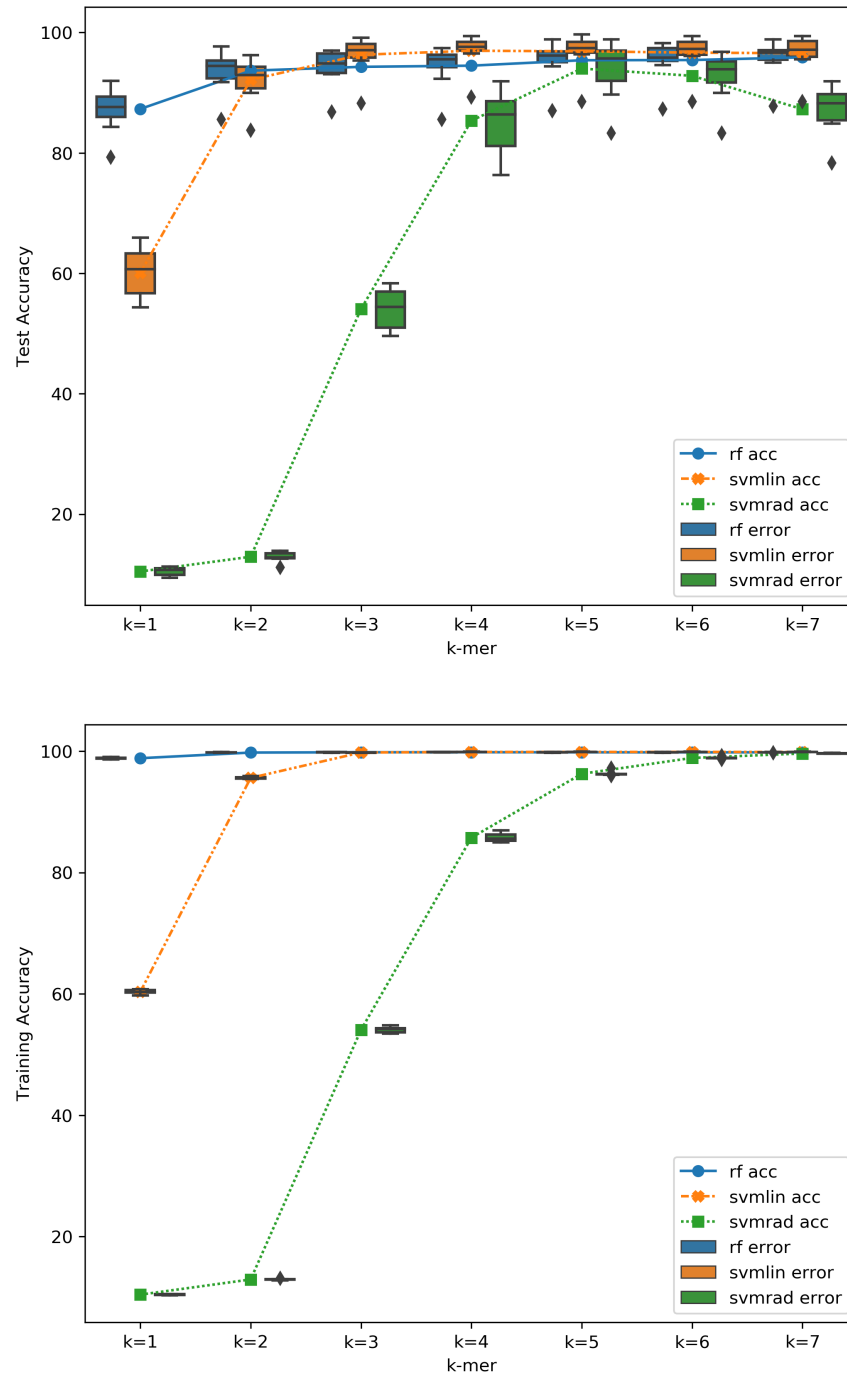 100
80
60
40
20
Test Accuracy
rf acc
svmlin acc
svmrad acc
rf error
svmlin error
svmrad error
k=1 k=2 k=3 k=4 k=5 k=6 k=7
k-mer
100
80
60
40
20
Training Accuracy
rf acc
svmlin acc
svmrad acc
rf error
svmlin error
svmrad error
k=1 k=2 k=3 k=4 k=5 k=6 k=7
k-mer